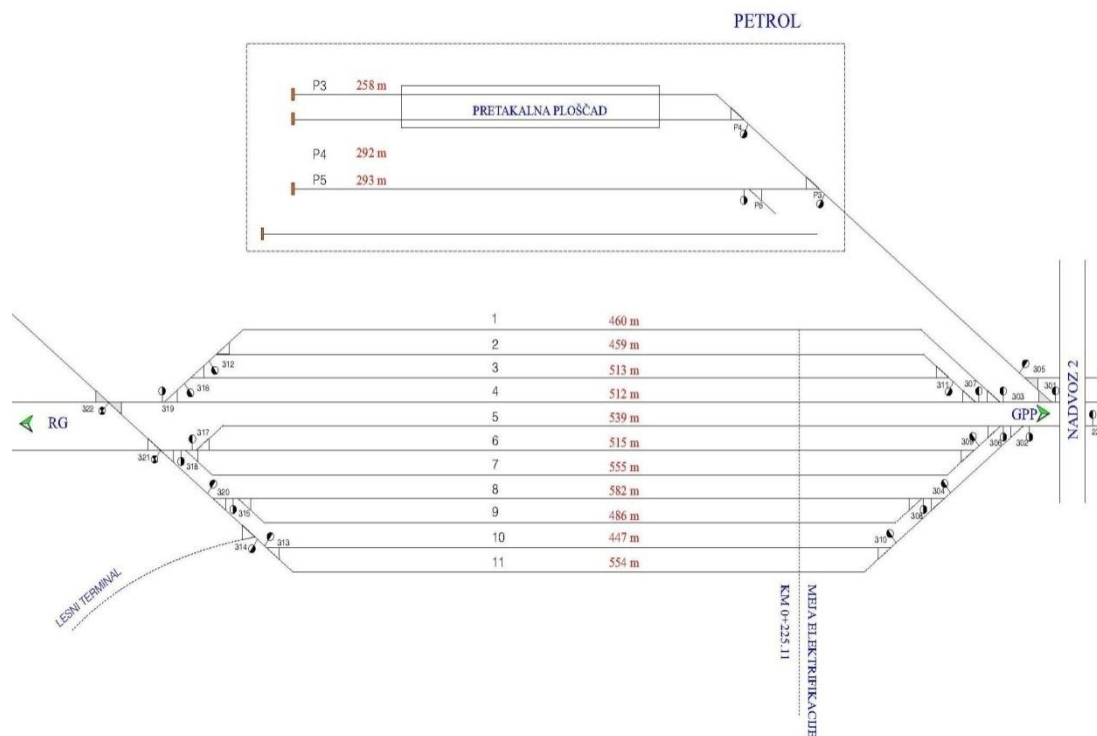 PETROL
P3 258 m
PRETAKALNA PLOŠČAD
P4
P4 292 m
P5 293 m
P6
P3
1 460 m
2 459 m
3 513 m
4 512 m
5 539 m
6 515 m
7 555 m
8 582 m
9 486 m
10 447 m
11 554 m
312
316
319
322
RG
317
321
318
320
315
314
313
LESNI TERMINAL
305
311
307
303
301
GPP
NADVOZ 2
309
306
302
304
308
310
MEJA ELEKTRIFIKACIJE
KM 0+225.11